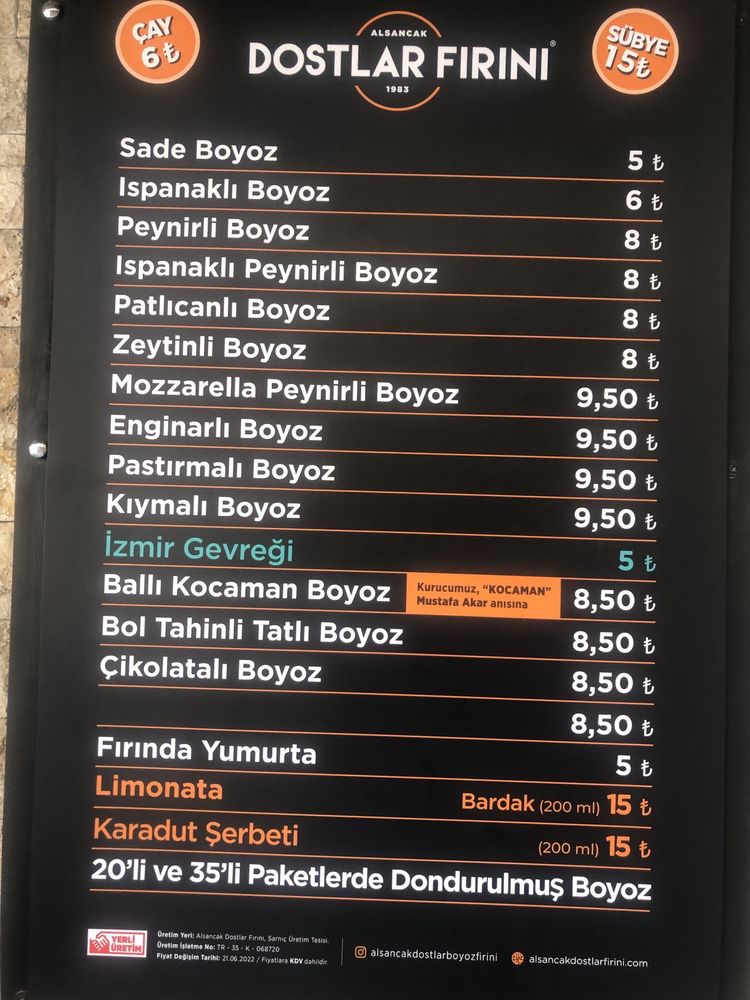 ÇAY
6 ₺
ALSANCAK
DOSTLAR FIRINI®
1983
SÜBYE
15₺
Sade Boyoz 5 ₺
Ispanaklı Boyoz 6 ₺
Peynirli Boyoz 8 ₺
Ispanaklı Peynirli Boyoz 8 ₺
Patlıcanlı Boyoz 8 ₺
Zeytinli Boyoz 8 ₺
Mozzarella Peynirli Boyoz 9,50 ₺
Enginarlı Boyoz 9,50 ₺
Pastırmalı Boyoz 9,50 ₺
Kıymalı Boyoz 9,50 ₺
İzmir Gevreği 5 ₺
Ballı Kocaman Boyoz 8,50 ₺
Kurucumuz, “KOCAMAN”
Mustafa Akar anısına
Bol Tahinli Tatlı Boyoz 8,50 ₺
Çikolatalı Boyoz 8,50 ₺
8,50 ₺
Fırında Yumurta 5 ₺
Limonata Bardak (200 ml) 15 ₺
Karadut Şerbeti (200 ml) 15 ₺
20’li ve 35’li Paketlerde Dondurulmuş Boyoz
YERLİ
ÜRETİM
Üretim Yeri: Alsancak Dostlar Fırını, Sarnıç Üretim Tesisi.
Üretim İşletme No: TR - 35 - K - 068720
Fiyat Değişim Tarihi: 21.06.2022 / Fiyatlara KDV dahildir.
alsancakdostlarboyozfirini
alsancakdostlarfirini.com